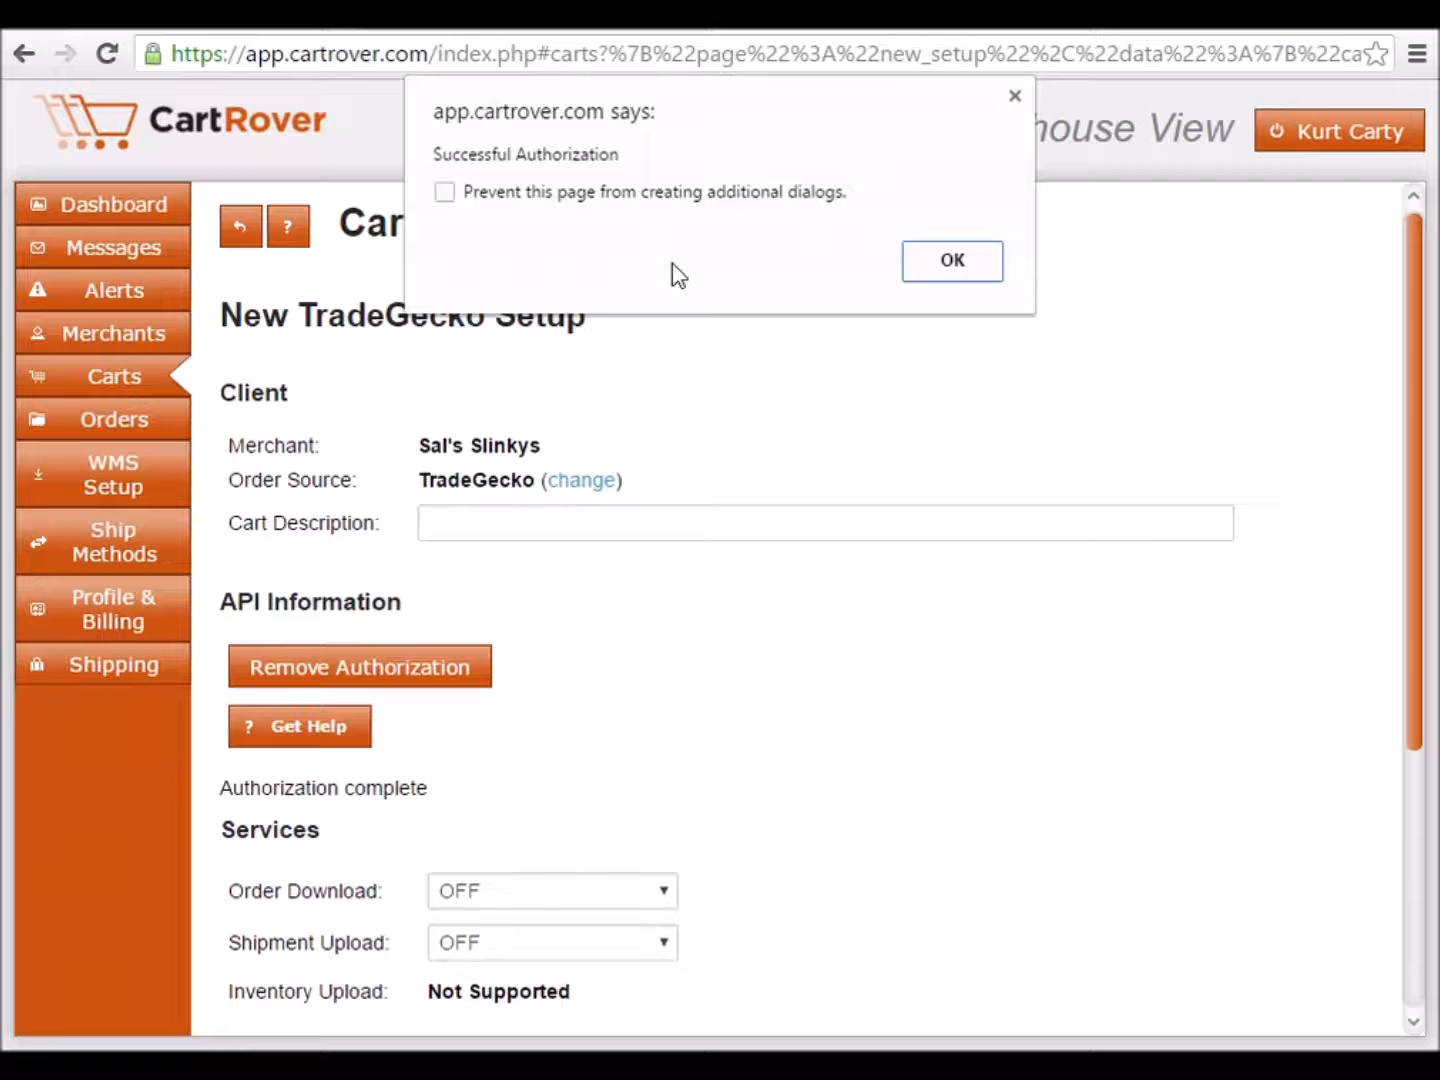 https://app.cartrover.com/index.php#carts?%7B%22page%22%3A%22new_setup%22%2C%22data%22%3A%7B%22ca
CartRover
house View
Kurt Carty
app.cartrover.com says:
Successful Authorization
Prevent this page from creating additional dialogs.
OK
Dashboard
Messages
Alerts
Merchants
Carts
Orders
WMS
Setup
Ship
Methods
Profile &
Billing
Shipping
?
Car
New TradeGecko Setup
Client
Merchant: Sal's Slinkys
Order Source: TradeGecko (change)
Cart Description:
API Information
Remove Authorization
? Get Help
Authorization complete
Services
Order Download: OFF
Shipment Upload: OFF
Inventory Upload: Not Supported